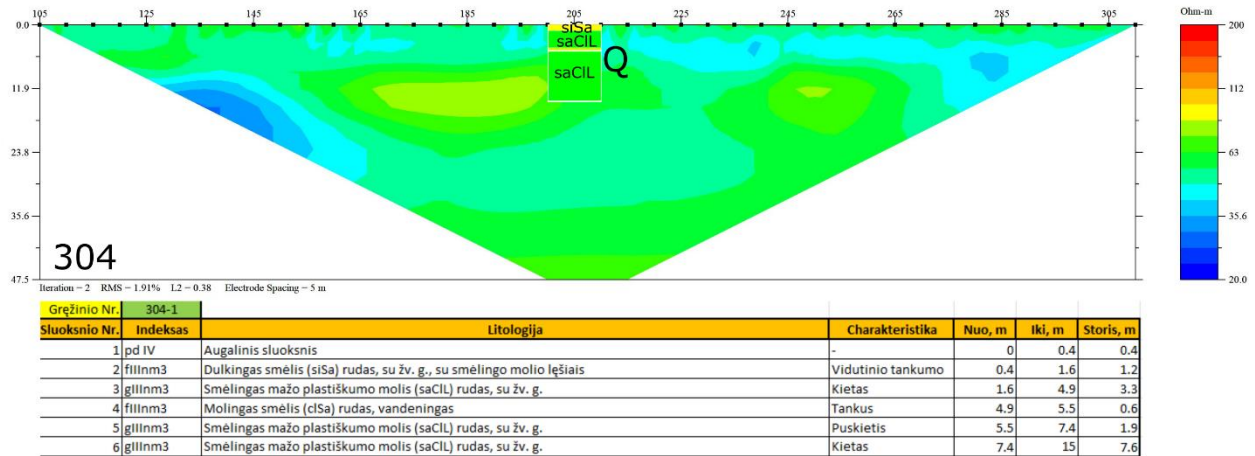 105 125 145 165 185 205 225 245 265 285 305
Ohm-m
0.0
11.9
23.8
35.6
47.5
siSa
saClL
Q
saClL
304
200
112
63
35.6
20.0
Iteration = 2 RMS = 1.91% L2 = 0.38 Electrode Spacing = 5 m
Gręžinio Nr. 304-1
Sluoksnio Nr. Indeksas Litologija Charakteristika Nuo, m Iki, m Storis, m
1 pd IV Augalinis sluoksnis - 0 0.4 0.4
2 fIIInm3 Dulkingas smėlis (siSa) rudas, su žv. g., su smėlingo molio lęšiais Vidutinio tankumo 0.4 1.6 1.2
3 gIIInm3 Smėlingas mažo plastiškumo molis (saClL) rudas, su žv. g. Kietas 1.6 4.9 3.3
4 fIIInm3 Molingas smėlis (clSa) rudas, vandeningas Tankus 4.9 5.5 0.6
5 gIIInm3 Smėlingas mažo plastiškumo molis (saClL) rudas, su žv. g. Puskietis 5.5 7.4 1.9
6 gIIInm3 Smėlingas mažo plastiškumo molis (saClL) rudas, su žv. g. Kietas 7.4 15 7.6